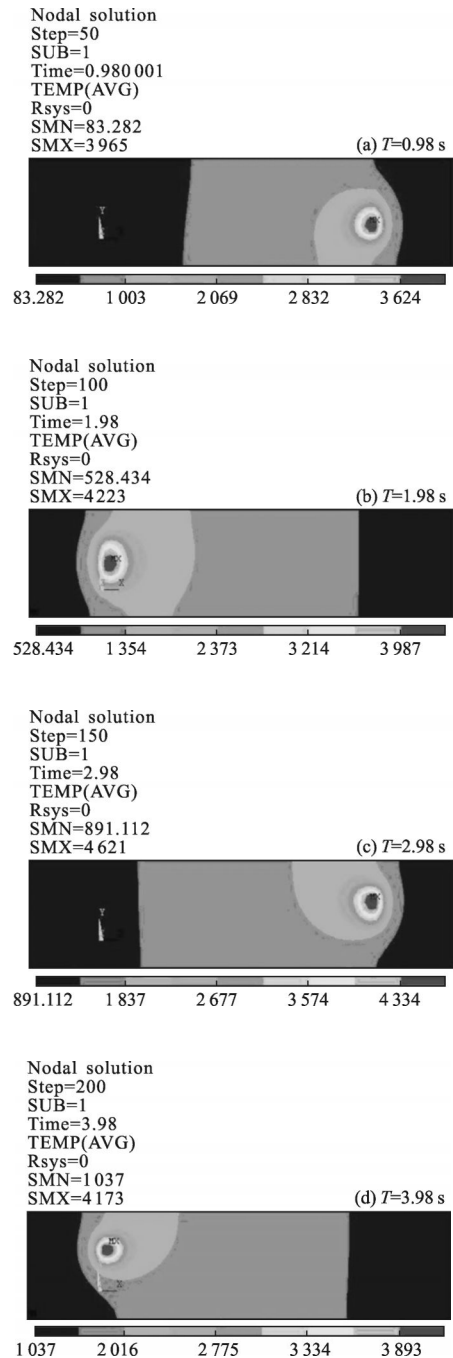 Nodal solution
Step=50
SUB=1
Time=0.980 001
TEMP(AVG)
Rsys=0
SMN=83.282
SMX=3 965
(a) T=0.98 s
Y
83.282 1 003 2 069 2 832 3 624
Nodal solution
Step=100
SUB=1
Time=1.98
TEMP(AVG)
Rsys=0
SMN=528.434
SMX=4 223
(b) T=1.98 s
X
528.434 1 354 2 373 3 214 3 987
Nodal solution
Step=150
SUB=1
Time=2.98
TEMP(AVG)
Rsys=0
SMN=891.112
SMX=4 621
(c) T=2.98 s
Y
891.112 1 837 2 677 3 574 4 334
Nodal solution
Step=200
SUB=1
Time=3.98
TEMP(AVG)
Rsys=0
SMN=1 037
SMX=4 173
(d) T=3.98 s
MX
X
1 037 2 016 2 775 3 334 3 893